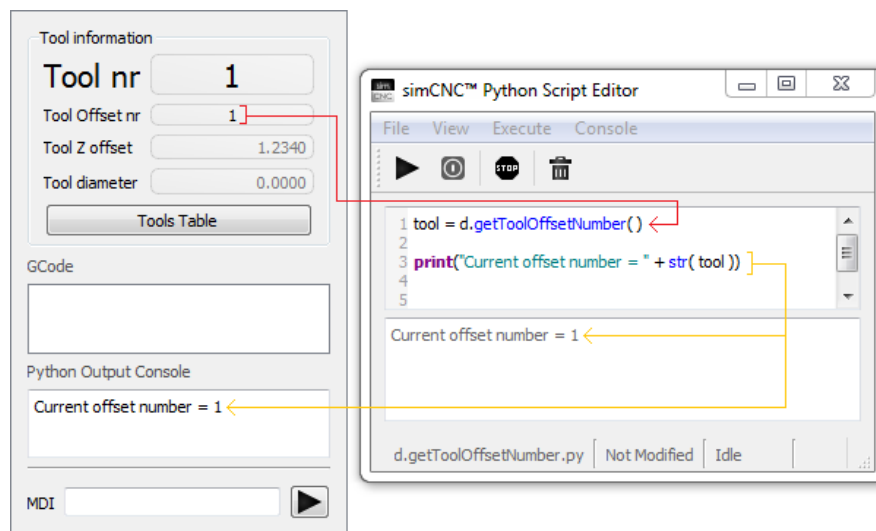 Tool information
Tool nr 1
Tool Offset nr 1
Tool Z offset 1.2340
Tool diameter 0.0000
Tools Table
GCode
Python Output Console
Current offset number = 1
MDI
sim
CNC
simCNC™ Python Script Editor
File View Execute Console
STOP
1 tool = d.getToolOffsetNumber( )
2
3 print("Current offset number = " + str( tool ))
4
5
Current offset number = 1
d.getToolOffsetNumber.py Not Modified Idle